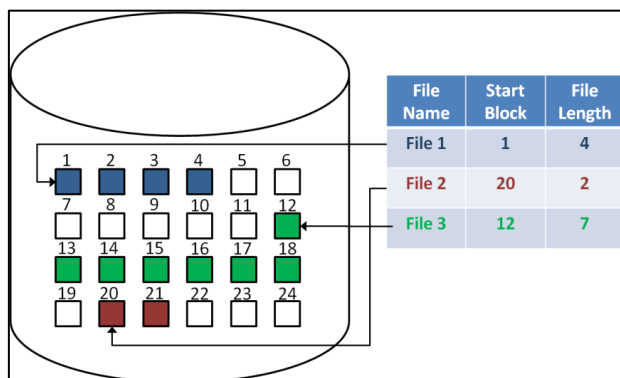 File Name Start Block File Length
File 1 1 4
File 2 20 2
File 3 12 7
1 2 3 4 5 6
7 8 9 10 11 12
13 14 15 16 17 18
19 20 21 22 23 24